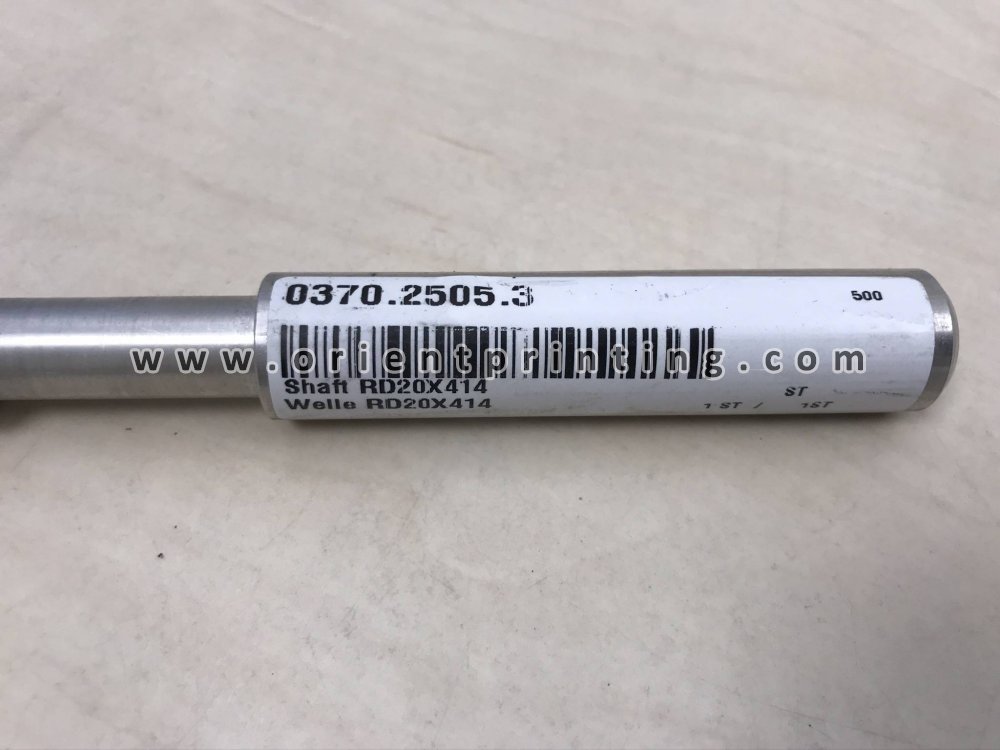 0370.2505.3
500
www.orientprinting.com
Shaft RD20X414
ST
Welle RD20X414
1 ST / 1ST